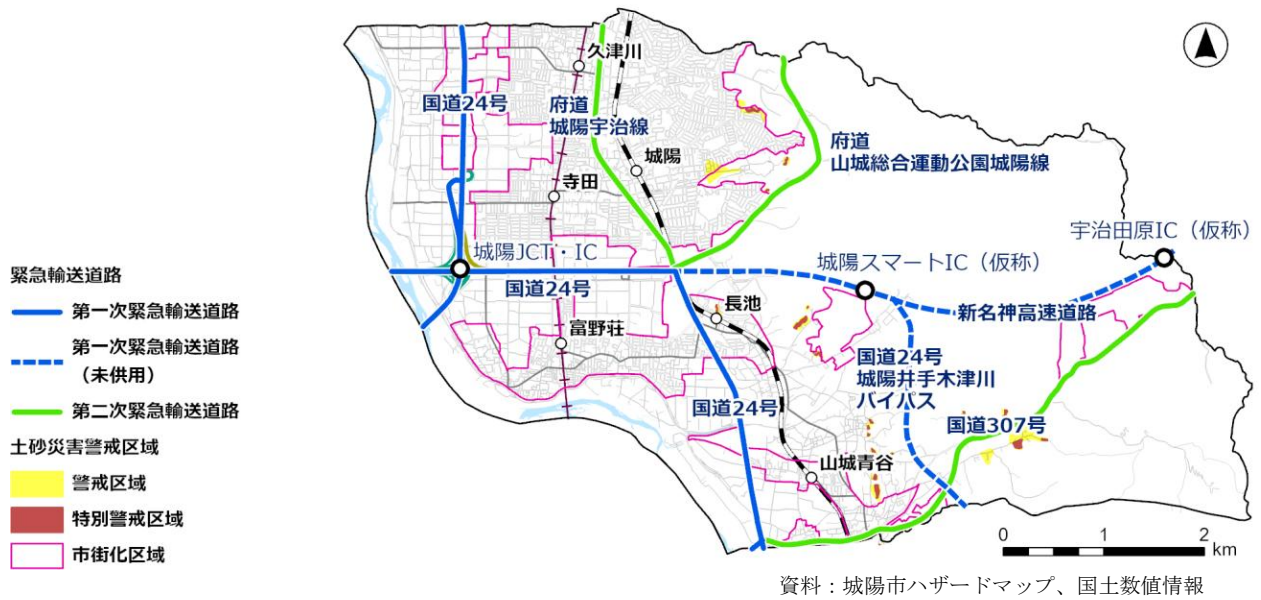 緊急輸送道路
第一次緊急輸送道路
第一次緊急輸送道路
（未供用）
第二次緊急輸送道路
土砂災害警戒区域
警戒区域
特別警戒区域
市街化区域
久津川
国道24号
府道
城陽宇治線
城陽
府道
山城総合運動公園城陽線
寺田
宇治田原IC（仮称）
城陽JCT・IC
城陽スマートIC（仮称）
国道24号
長池
新名神高速道路
富野荘
国道24号
城陽井手木津川
バイパス
国道24号
国道307号
山城青谷
0 1 2
km
資料：城陽市ハザードマップ、国土数値情報